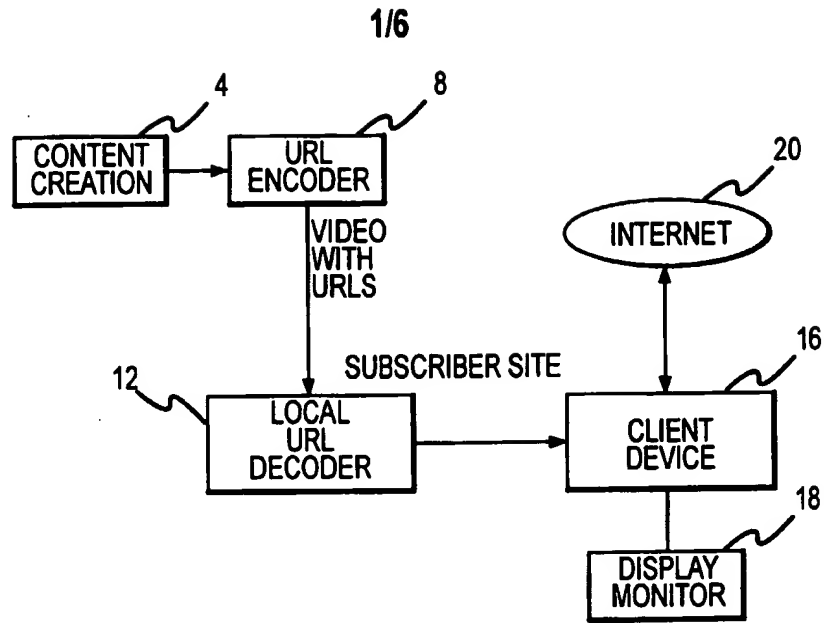 1/6
4
8
CONTENT
CREATION
URL
ENCODER
20
INTERNET
VIDEO
WITH
URLS
SUBSCRIBER SITE
16
12
LOCAL
URL
DECODER
CLIENT
DEVICE
18
DISPLAY
MONITOR